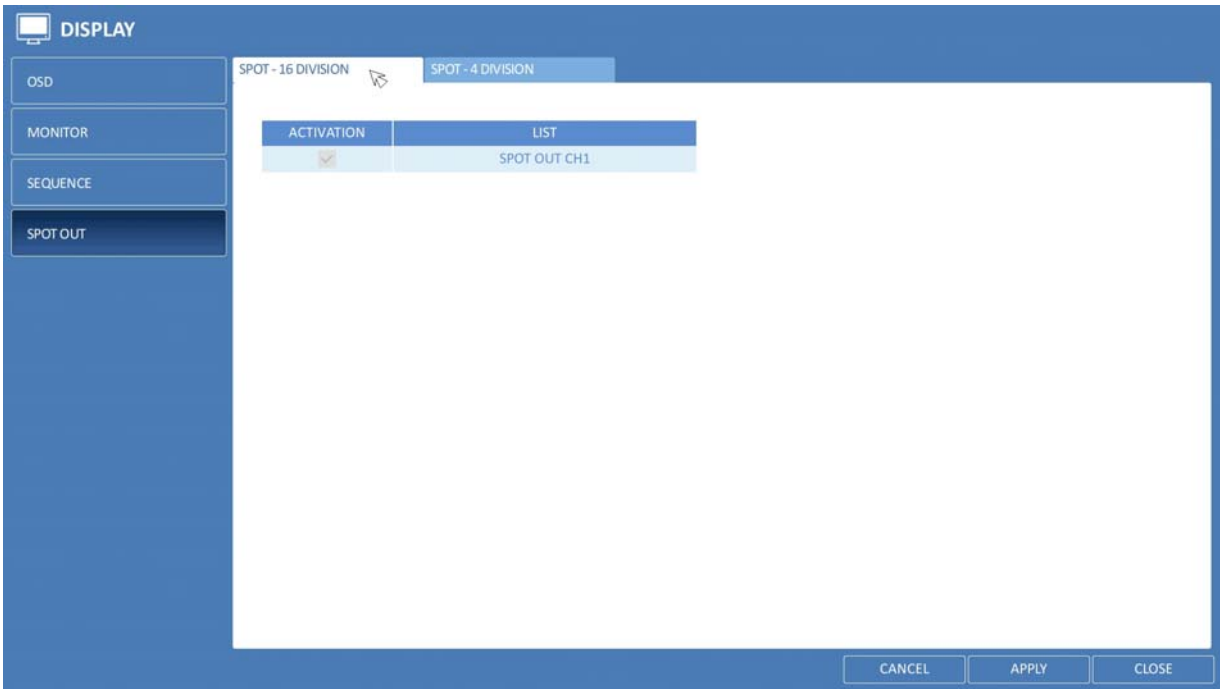 DISPLAY
OSD
MONITOR
SEQUENCE
SPOT OUT
SPOT - 16 DIVISION
SPOT - 4 DIVISION
ACTIVATION LIST
SPOT OUT CH1
CANCEL APPLY CLOSE